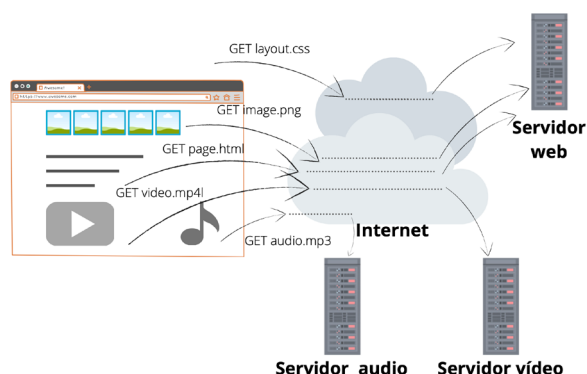 GET layout.css
GET image.png
GET page.html
GET video.mp4l
GET audio.mp3
Internet
Servidor
web
Servidor audio
Servidor vídeo